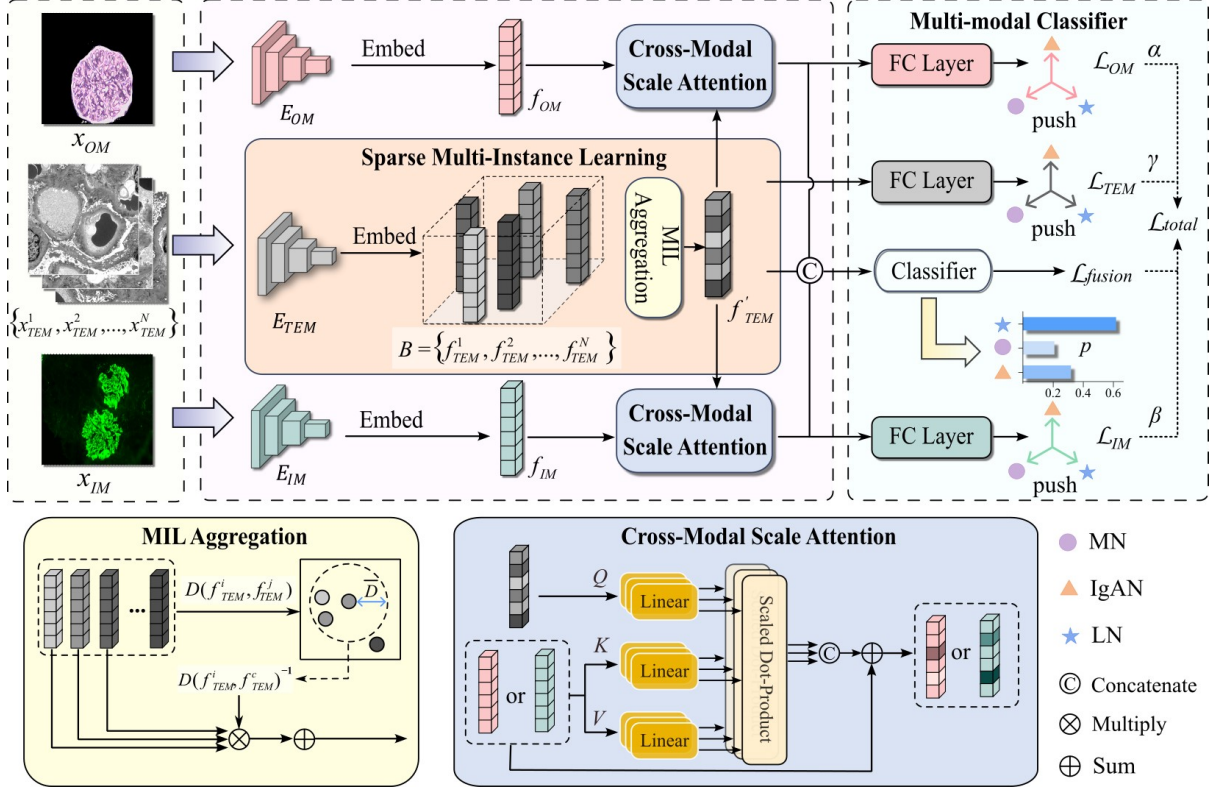 x_OM
{x^1_TEM, x^2_TEM, ..., x^N_TEM}
x_IM
Embed
E_OM
f_OM
Cross-Modal
Scale Attention
Sparse Multi-Instance Learning
Embed
E_TEM
B = {f^1_TEM, f^2_TEM, ..., f^N_TEM}
MIL
Aggregation
f'_TEM
Embed
E_IM
f_IM
Cross-Modal
Scale Attention
C
Multi-modal Classifier
FC Layer
push
L_OM
α
FC Layer
push
L_TEM
γ
L_total
Classifier
L_fusion
p
0.2
0.4
0.6
FC Layer
push
L_IM
β
MIL Aggregation
D(f^i_TEM, f^j_TEM)
D̅
D(f^i_TEM, f^c_TEM)^-1
...
Cross-Modal Scale Attention
Q
Linear
K
Linear
V
Linear
or
Scaled Dot-Product
C
or
MN
IgAN
LN
C Concatenate
Multiply
Sum